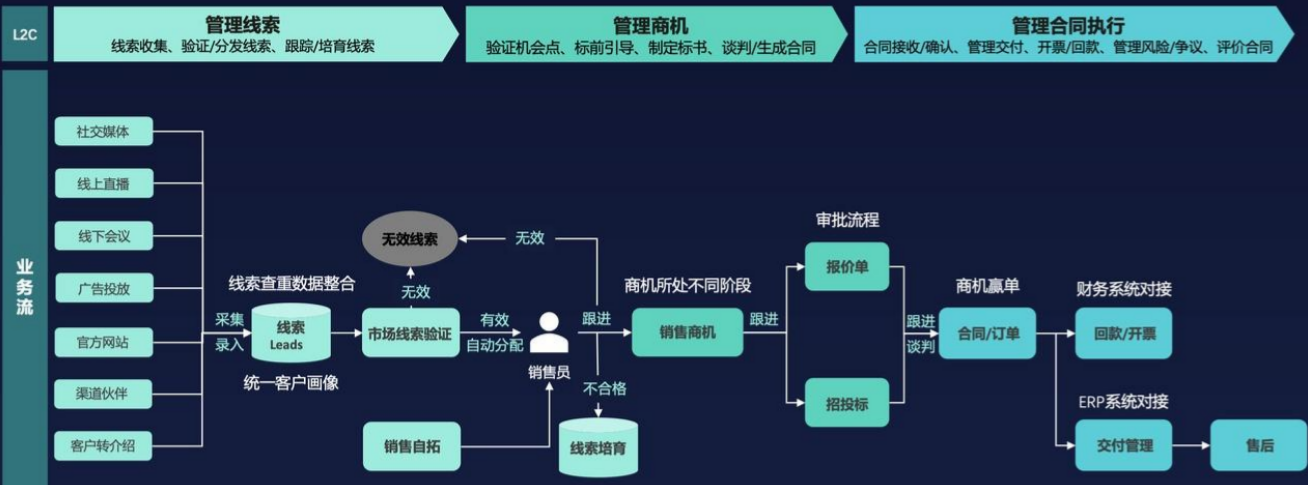 L2C
管理线索
线索收集、验证/分发线索、跟踪/培育线索
管理商机
验证机会点、标前引导、制定标书、谈判/生成合同
管理合同执行
合同接收/确认、管理交付、开票/回款、管理风险/争议、评价合同
业务流
社交媒体
线上直播
线下会议
广告投放
官方网站
渠道伙伴
客户转介绍
采集
录入
线索查重数据整合
线索
Leads
统一客户画像
无效线索
无效
市场线索验证
有效
自动分配
销售员
销售自拓
无效
跟进
不合格
线索培育
商机所处不同阶段
销售商机
跟进
审批流程
报价单
招投标
跟进
谈判
商机赢单
合同/订单
财务系统对接
回款/开票
ERP系统对接
交付管理
售后